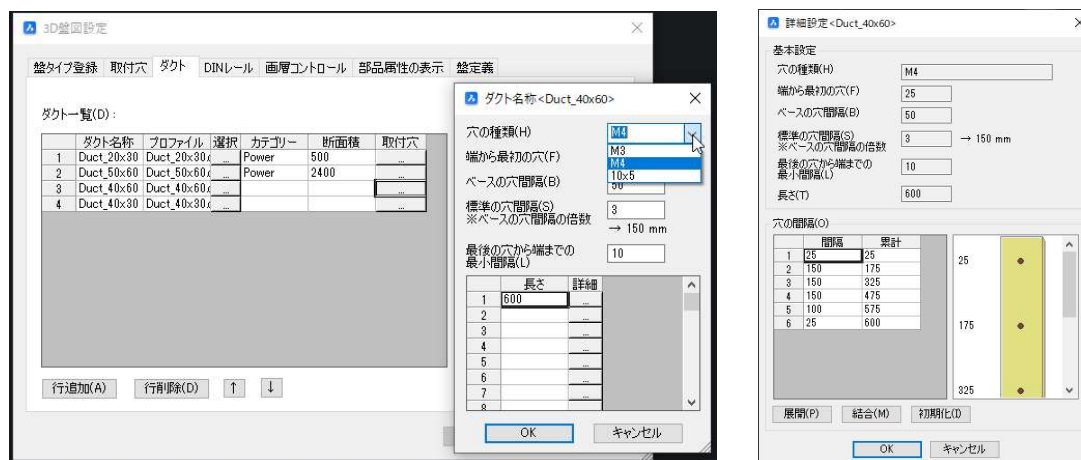 3D盤図設定
盤タイプ登録 取付穴 ダクト DINレール 画層コントロール 部品属性の表示 盤定義
ダクト一覧(D):
ダクト名称 プロファイル 選択 カテゴリー 断面積 取付穴
1 Duct_20x30 Duct_20x30.c ... Power 500 ...
2 Duct_50x60 Duct_50x60.c ... Power 2400 ...
3 Duct_40x60 Duct_40x60.c ... ...
4 Duct_40x30 Duct_40x30.c ... ...
行追加(A) 行削除(D) ↑ ↓
ダクト名称<Duct_40x60>
穴の種類(H) M4
M3
M4
10x5
端から最初の穴(F)
ベースの穴間隔(B) 50
標準の穴間隔(S) 3
※ベースの穴間隔の倍数
→ 150 mm
最後の穴から端までの 10
最小間隔(L)
長さ 詳細
1 600 ...
2 ...
3 ...
4 ...
5 ...
6 ...
7 ...
8
OK キャンセル
詳細設定<Duct_40x60>
基本設定
穴の種類(H) M4
端から最初の穴(F) 25
ベースの穴間隔(B) 50
標準の穴間隔(S) 3 → 150 mm
※ベースの穴間隔の倍数
最後の穴から端までの 10
最小間隔(L)
長さ(T) 600
穴の間隔(O)
間隔 累計
1 25 25
2 150 175
3 150 325
4 150 475
5 100 575
6 25 600
25
175
325
展開(P) 結合(M) 初期化(I)
OK キャンセル